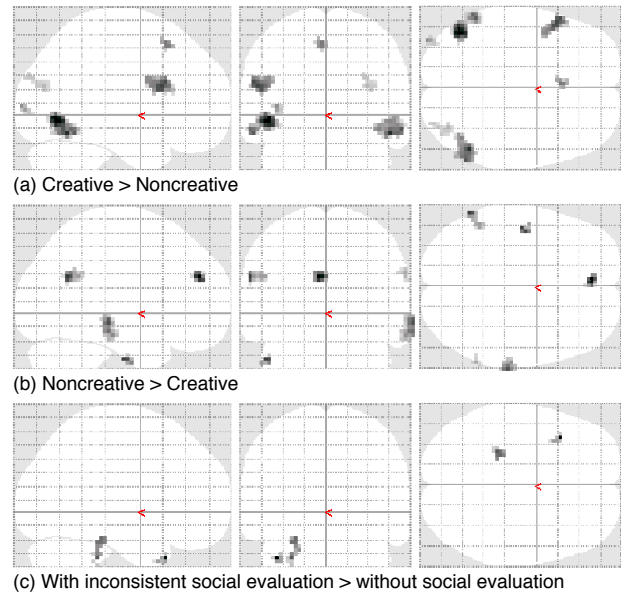 (a) Creative > Noncreative
(b) Noncreative > Creative
(c) With inconsistent social evaluation > without social evaluation